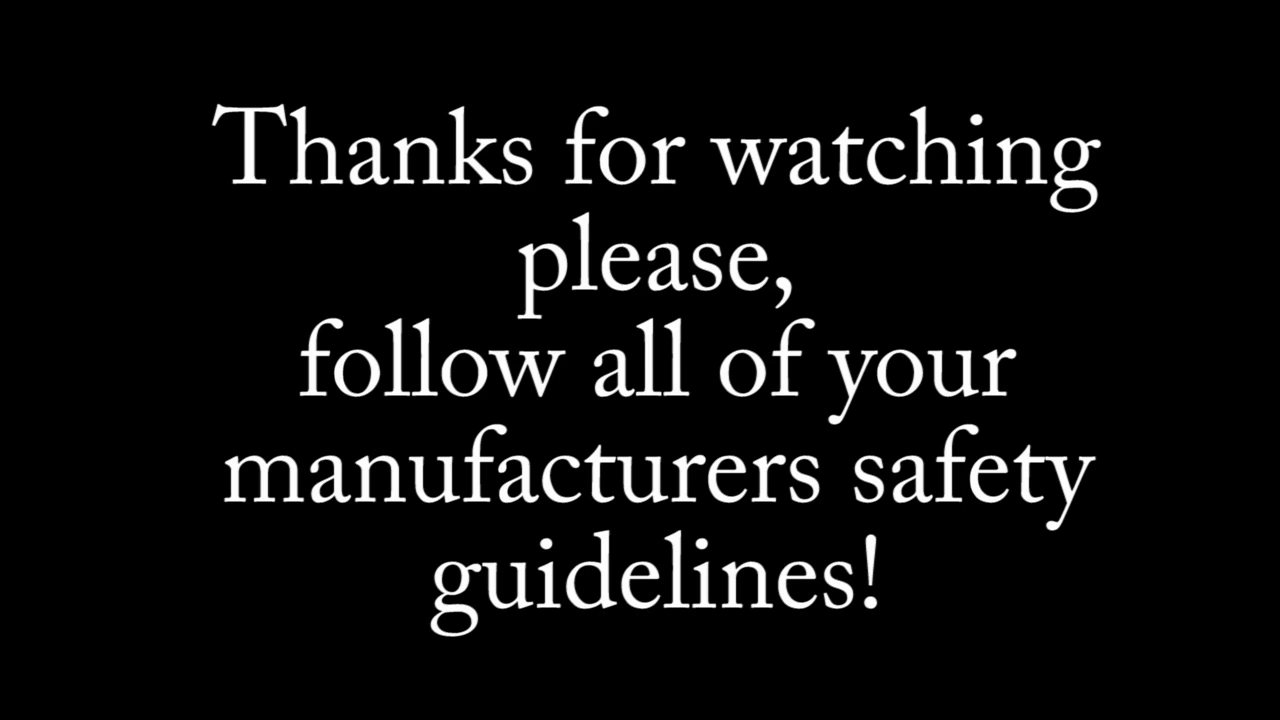 Thanks for watching
please,
follow all of your
manufacturers safety
guidelines!